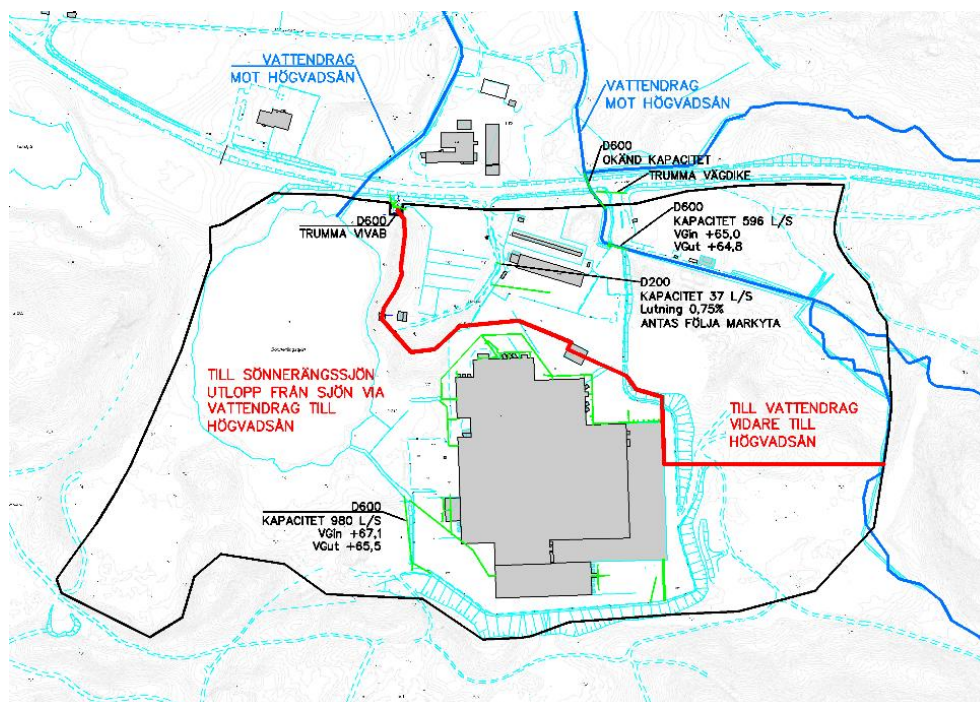 VATTENDRAG
MOT HÖGVADSÅN
VATTENDRAG
MOT HÖGVADSÅN
D600
OKÄND KAPACITET
TRUMMA VÄGDIKE
D600
KAPACITET 596 L/S
VGin +65,0
VGut +64,8
D600
TRUMMA VIVAB
D200
KAPACITET 37 L/S
Lutning 0,75%
ANTAS FÖLJA MARKYTA
TILL SÖNNERÄNGSSJÖN
UTLOPP FRÅN SJÖN VIA
VATTENDRAG TILL
HÖGVADSÅN
TILL VATTENDRAG
VIDARE TILL
HÖGVADSÅN
D600
KAPACITET 980 L/S
VGin +67,1
VGut +65,5